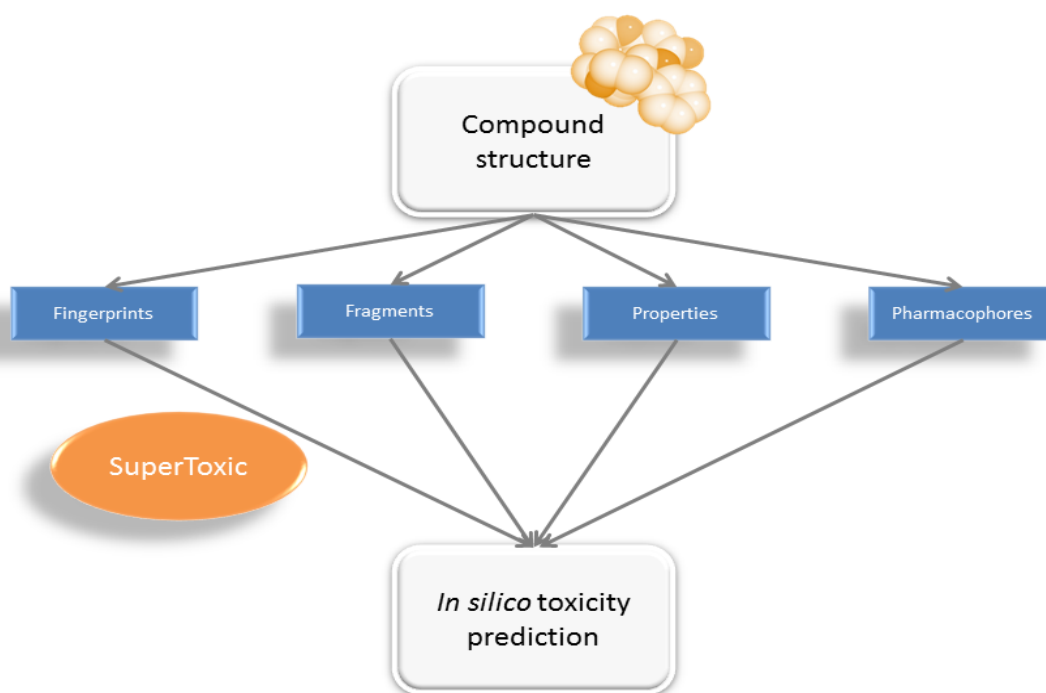 Compound
structure
Fingerprints
Fragments
Properties
Pharmacophores
SuperToxic
In silico toxicity
prediction